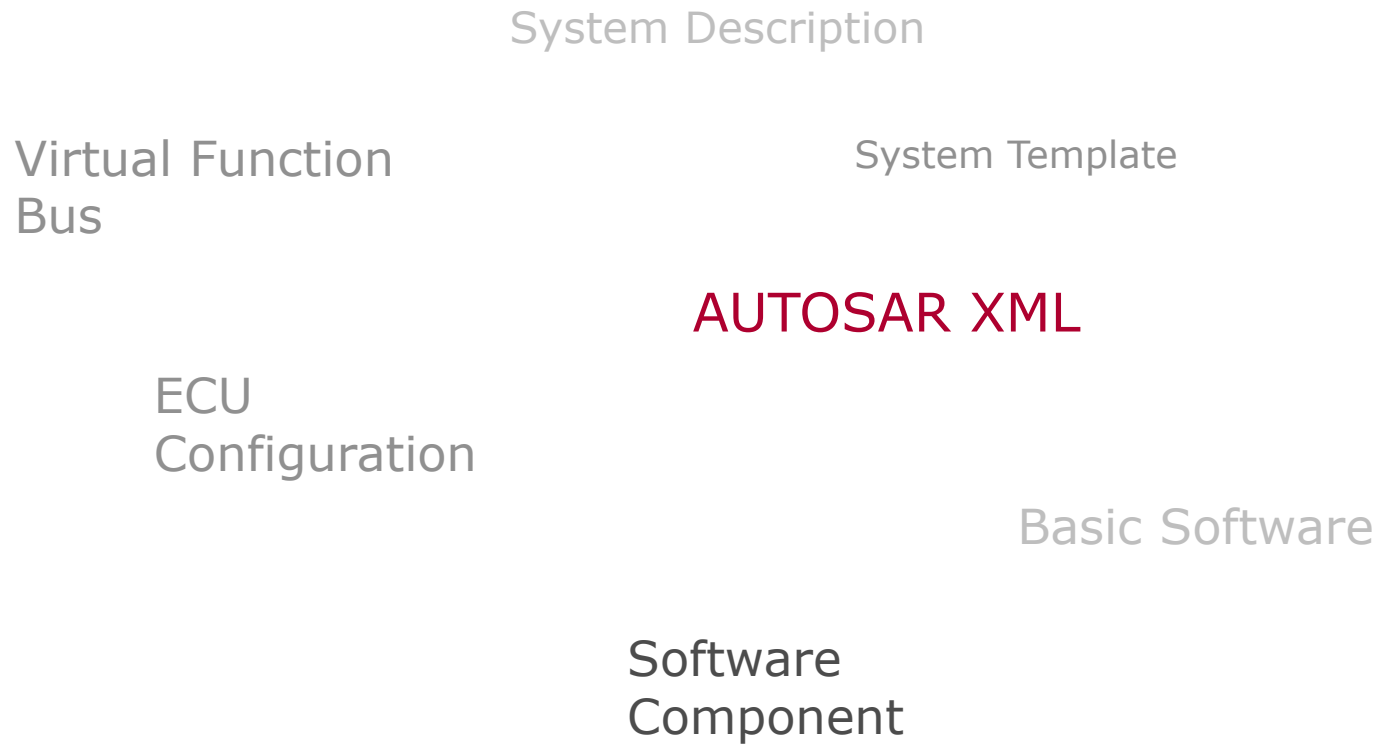 System Description
Virtual Function
Bus
System Template
AUTOSAR XML
ECU
Configuration
Basic Software
Software
Component